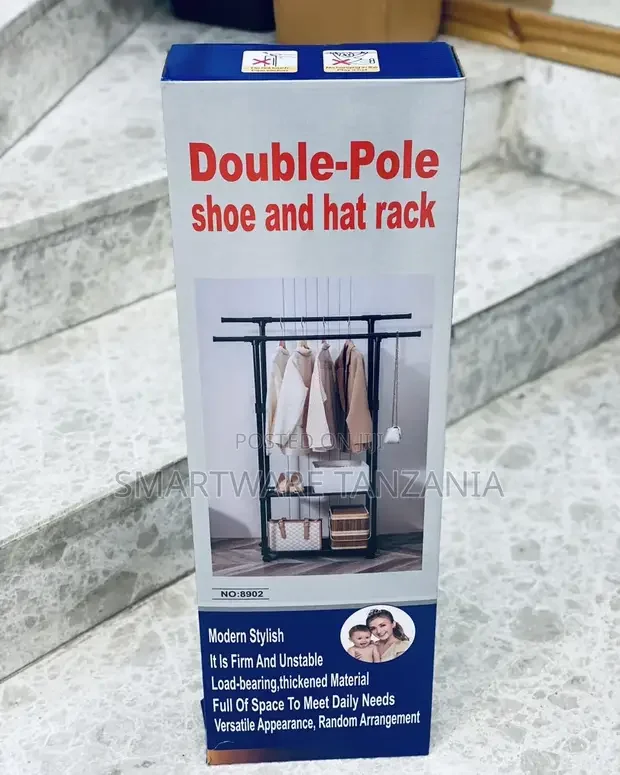 Double-Pole
shoe and hat rack
POSTED ON JIJI
SMARTWARE TANZANIA
NO:8902
Modern Stylish
It Is Firm And Unstable
Load-bearing,thickened Material
Full Of Space To Meet Daily Needs
Versatile Appearance, Random Arrangement